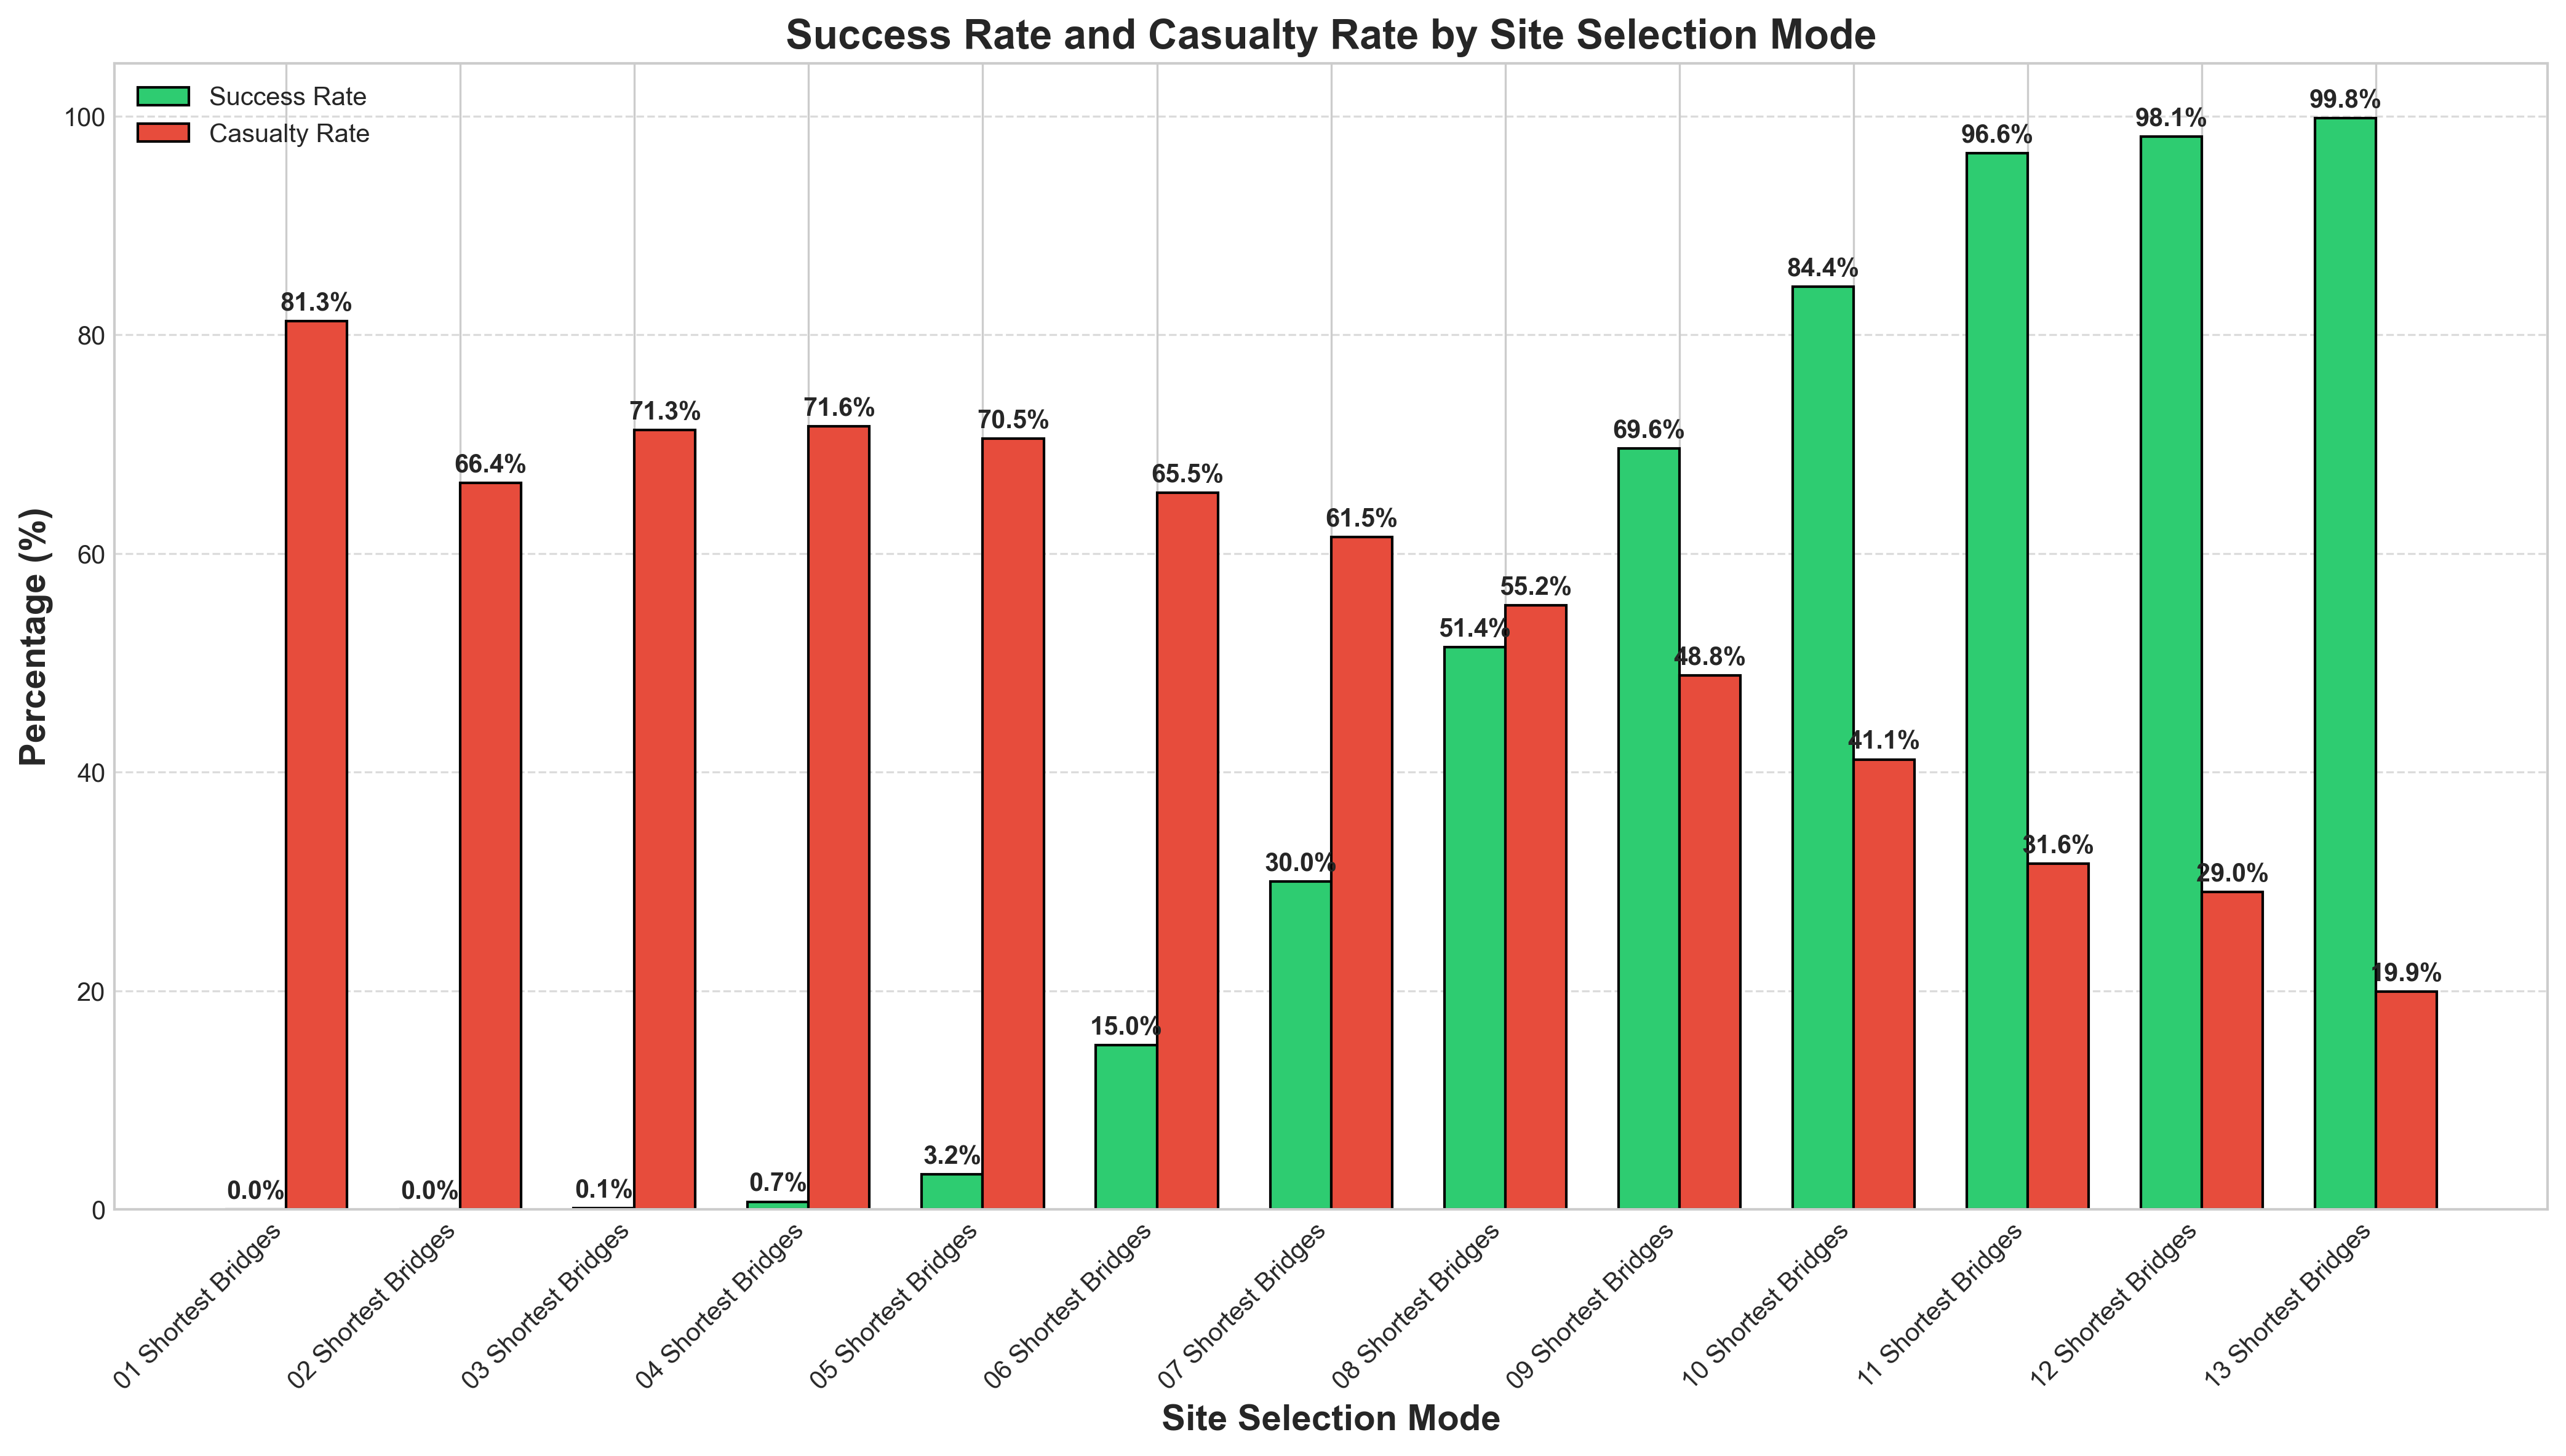 Success Rate and Casualty Rate by Site Selection Mode
Success Rate
Casualty Rate
Percentage (%)
100
80
60
40
20
0
0.0%
81.3%
0.0%
66.4%
0.1%
71.3%
0.7%
71.6%
3.2%
70.5%
15.0%
65.5%
30.0%
61.5%
51.4%
55.2%
69.6%
48.8%
84.4%
41.1%
96.6%
31.6%
98.1%
29.0%
99.8%
19.9%
01 Shortest Bridges
02 Shortest Bridges
03 Shortest Bridges
04 Shortest Bridges
05 Shortest Bridges
06 Shortest Bridges
07 Shortest Bridges
08 Shortest Bridges
09 Shortest Bridges
10 Shortest Bridges
11 Shortest Bridges
12 Shortest Bridges
13 Shortest Bridges
Site Selection Mode